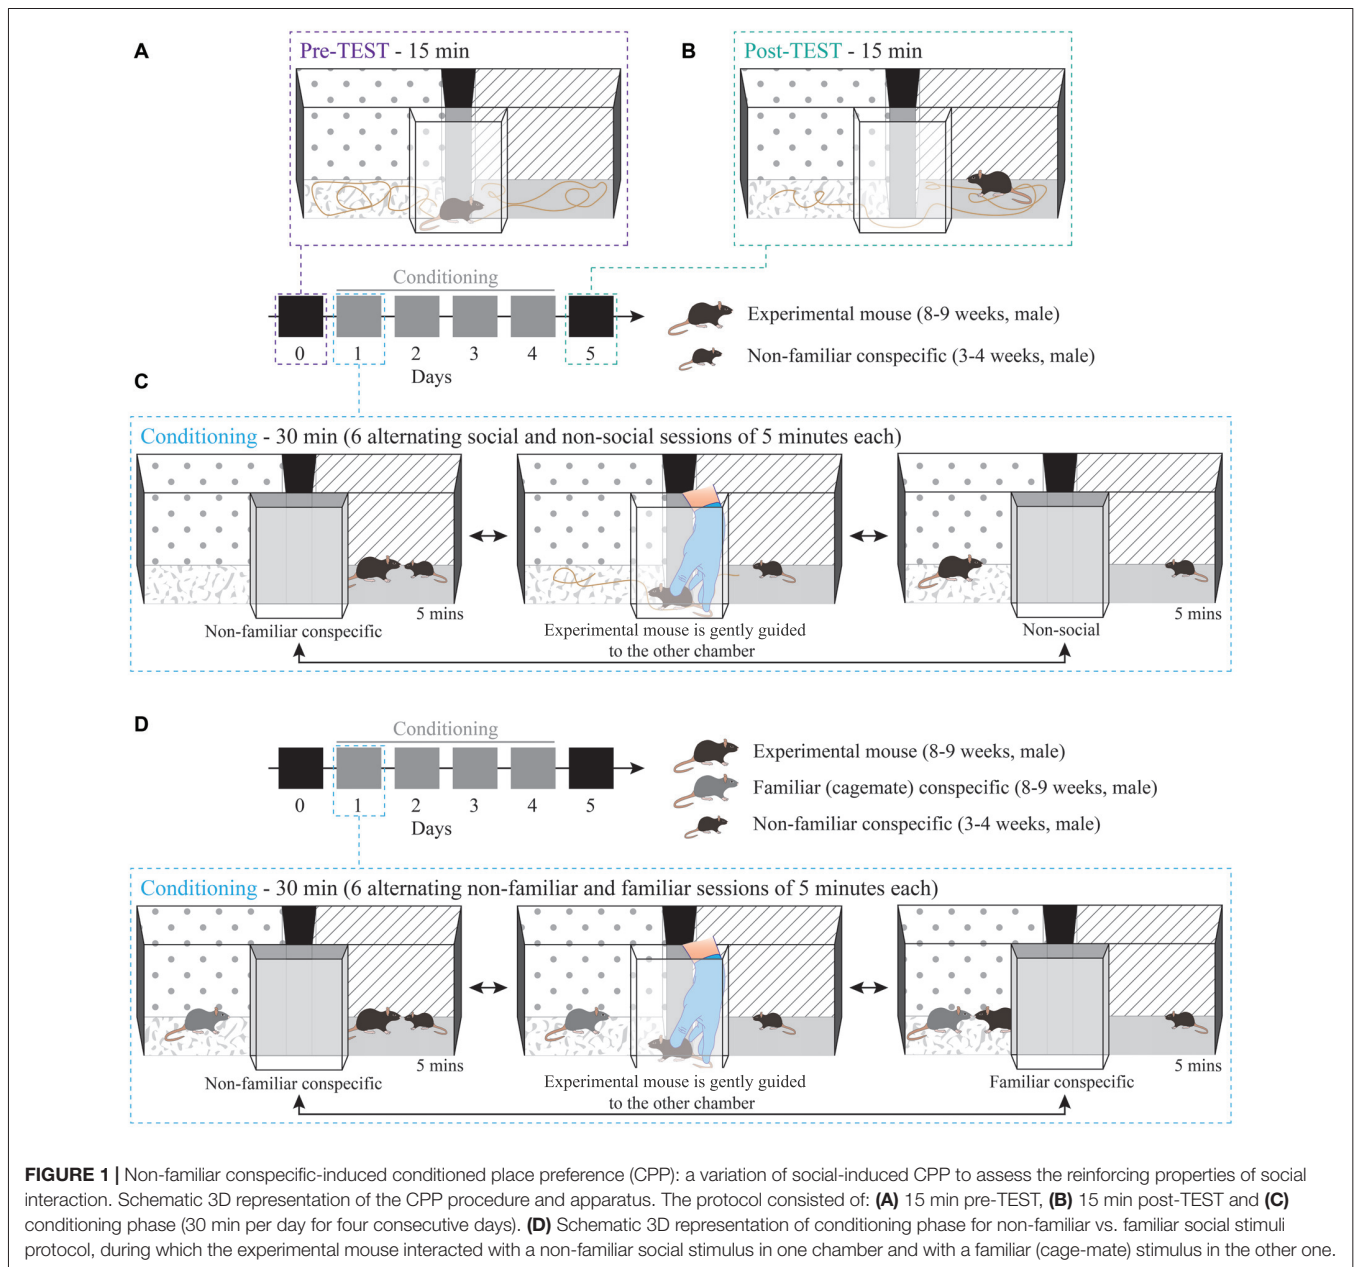 A
Pre-TEST - 15 min
B
Post-TEST - 15 min
Conditioning
0 1 2 3 4 5
Days
Experimental mouse (8-9 weeks, male)
Non-familiar conspecific (3-4 weeks, male)
C
Conditioning - 30 min (6 alternating social and non-social sessions of 5 minutes each)
5 mins
5 mins
Non-familiar conspecific
Experimental mouse is gently guided
to the other chamber
Non-social
D
Conditioning
0 1 2 3 4 5
Days
Experimental mouse (8-9 weeks, male)
Familiar (cagemate) conspecific (8-9 weeks, male)
Non-familiar conspecific (3-4 weeks, male)
Conditioning - 30 min (6 alternating non-familiar and familiar sessions of 5 minutes each)
5 mins
5 mins
Non-familiar conspecific
Experimental mouse is gently guided
to the other chamber
Familiar conspecific
FIGURE 1 | Non-familiar conspecific-induced conditioned place preference (CPP): a variation of social-induced CPP to assess the reinforcing properties of social
interaction. Schematic 3D representation of the CPP procedure and apparatus. The protocol consisted of: (A) 15 min pre-TEST, (B) 15 min post-TEST and (C)
conditioning phase (30 min per day for four consecutive days). (D) Schematic 3D representation of conditioning phase for non-familiar vs. familiar social stimuli
protocol, during which the experimental mouse interacted with a non-familiar social stimulus in one chamber and with a familiar (cage-mate) stimulus in the other one.